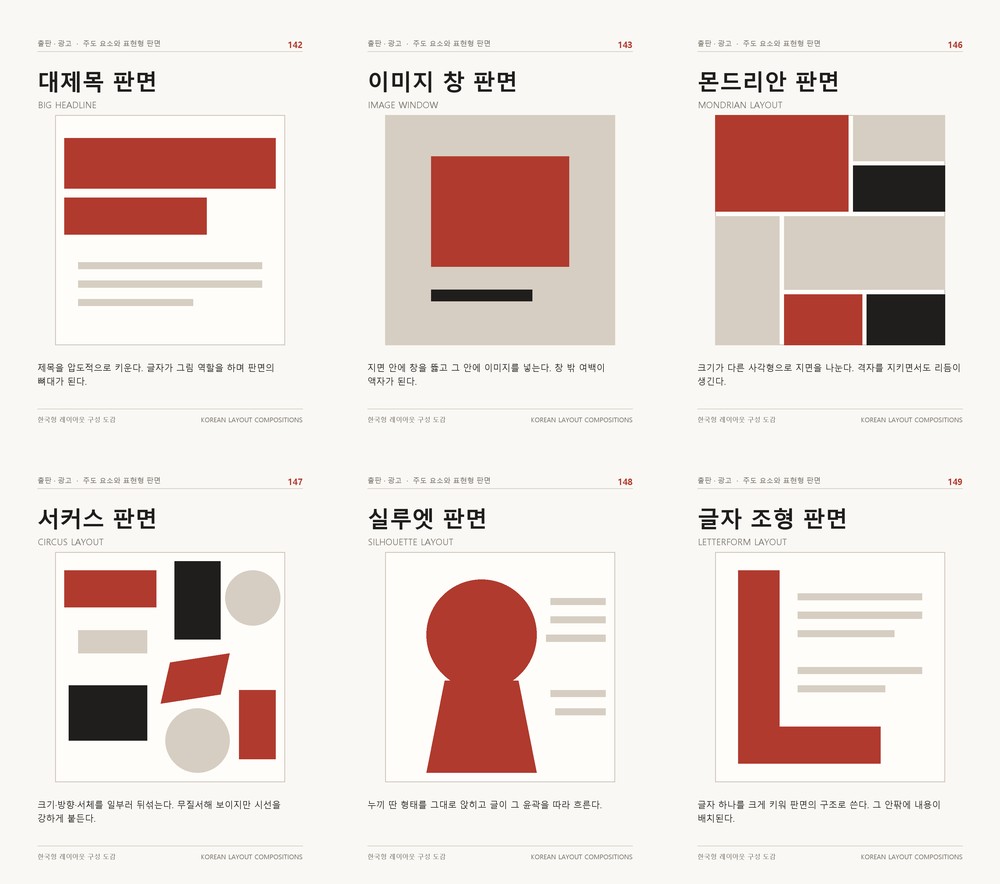 출판·광고 · 주도 요소와 표현형 판면 142
대제목 판면
BIG HEADLINE
제목을 압도적으로 키운다. 글자가 그림 역할을 하며 판면의
뼈대가 된다.
한국형 레이아웃 구성 도감 KOREAN LAYOUT COMPOSITIONS
출판·광고 · 주도 요소와 표현형 판면 143
이미지 창 판면
IMAGE WINDOW
지면 안에 창을 뚫고 그 안에 이미지를 넣는다. 창 밖 여백이
액자가 된다.
한국형 레이아웃 구성 도감 KOREAN LAYOUT COMPOSITIONS
출판·광고 · 주도 요소와 표현형 판면 146
몬드리안 판면
MONDRIAN LAYOUT
크기가 다른 사각형으로 지면을 나눈다. 격자를 지키면서도 리듬이
생긴다.
한국형 레이아웃 구성 도감 KOREAN LAYOUT COMPOSITIONS
출판·광고 · 주도 요소와 표현형 판면 147
서커스 판면
CIRCUS LAYOUT
크기·방향·서체를 일부러 뒤섞는다. 무질서해 보이지만 시선을
강하게 붙든다.
한국형 레이아웃 구성 도감 KOREAN LAYOUT COMPOSITIONS
출판·광고 · 주도 요소와 표현형 판면 148
실루엣 판면
SILHOUETTE LAYOUT
누끼 딴 형태를 그대로 앉히고 글이 그 윤곽을 따라 흐른다.
한국형 레이아웃 구성 도감 KOREAN LAYOUT COMPOSITIONS
출판·광고 · 주도 요소와 표현형 판면 149
글자 조형 판면
LETTERFORM LAYOUT
글자 하나를 크게 키워 판면의 구조로 쓴다. 그 안팎에 내용이
배치된다.
한국형 레이아웃 구성 도감 KOREAN LAYOUT COMPOSITIONS